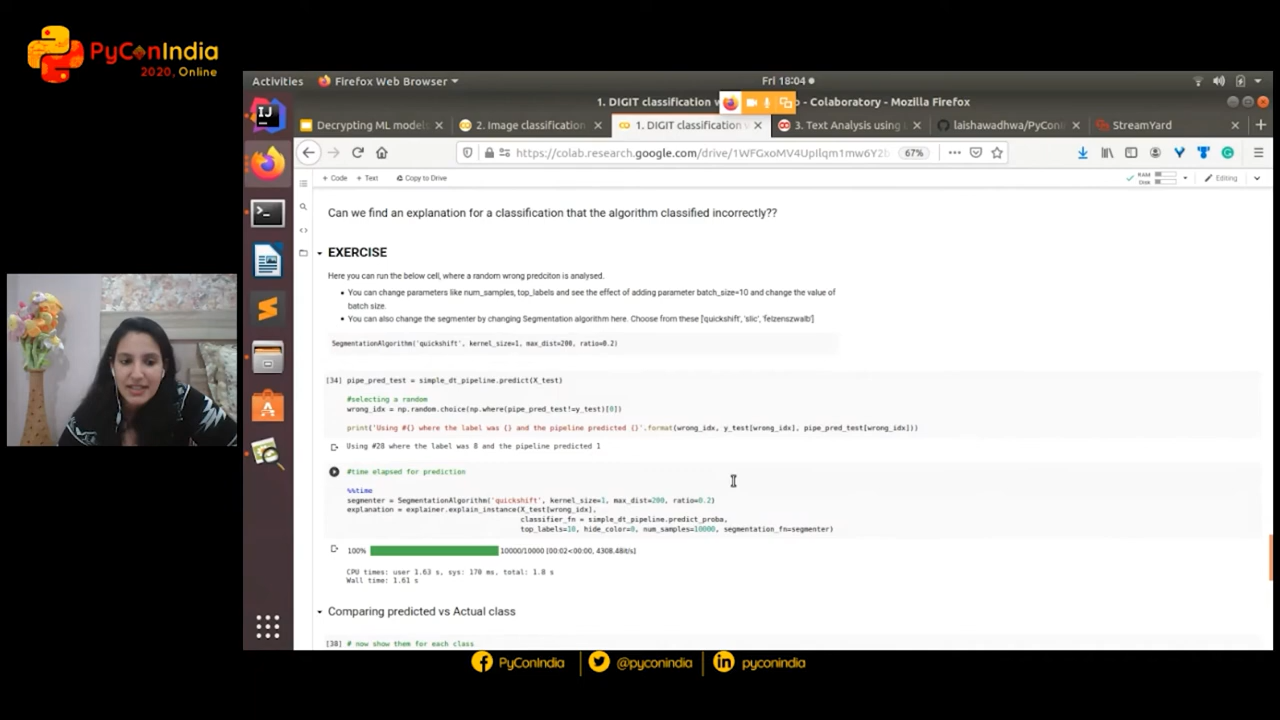 PyConIndia
2020, Online
Activities
Firefox Web Browser
Fri 18:04
1. DIGIT classification w
- Colaboratory - Mozilla Firefox
Decrypting ML models
2. Image classification
1. DIGIT classification w
3. Text Analysis using
laishawadhwa/PyCon
StreamYard
https://colab.research.google.com/drive/1WFGxoMV4UpIlqm1mw6Y2b
67%
+ Code + Text Copy to Drive
RAM
Disk
Editing
Can we find an explanation for a classification that the algorithm classified incorrectly??
EXERCISE
Here you can run the below cell, where a random wrong predciton is analysed.
• You can change parameters like num_samples, top_labels and see the effect of adding parameter batch_size=10 and change the value of
batch size.
• You can also change the segmenter by changing Segmentation algorithm here. Choose from these ['quickshift', 'slic', 'felzenszwalb']
SegmentationAlgorithm('quickshift', kernel_size=1, max_dist=200, ratio=0.2)
[34] pipe_pred_test = simple_dt_pipeline.predict(X_test)
#selecting a random
wrong_idx = np.random.choice(np.where(pipe_pred_test!=y_test)[0])
print('Using #{} where the label was {} and the pipeline predicted {}'.format(wrong_idx, y_test[wrong_idx], pipe_pred_test[wrong_idx]))
Using #28 where the label was 8 and the pipeline predicted 1
#time elapsed for prediction
%%time
segmenter = SegmentationAlgorithm('quickshift', kernel_size=1, max_dist=200, ratio=0.2)
explanation = explainer.explain_instance(X_test[wrong_idx],
classifier_fn = simple_dt_pipeline.predict_proba,
top_labels=10, hide_color=0, num_samples=10000, segmentation_fn=segmenter)
100%
10000/10000 [00:02<00:00, 4308.48it/s]
CPU times: user 1.63 s, sys: 170 ms, total: 1.8 s
Wall time: 1.61 s
Comparing predicted vs Actual class
[38] # now show them for each class
PyConIndia
@pyconindia
pyconindia